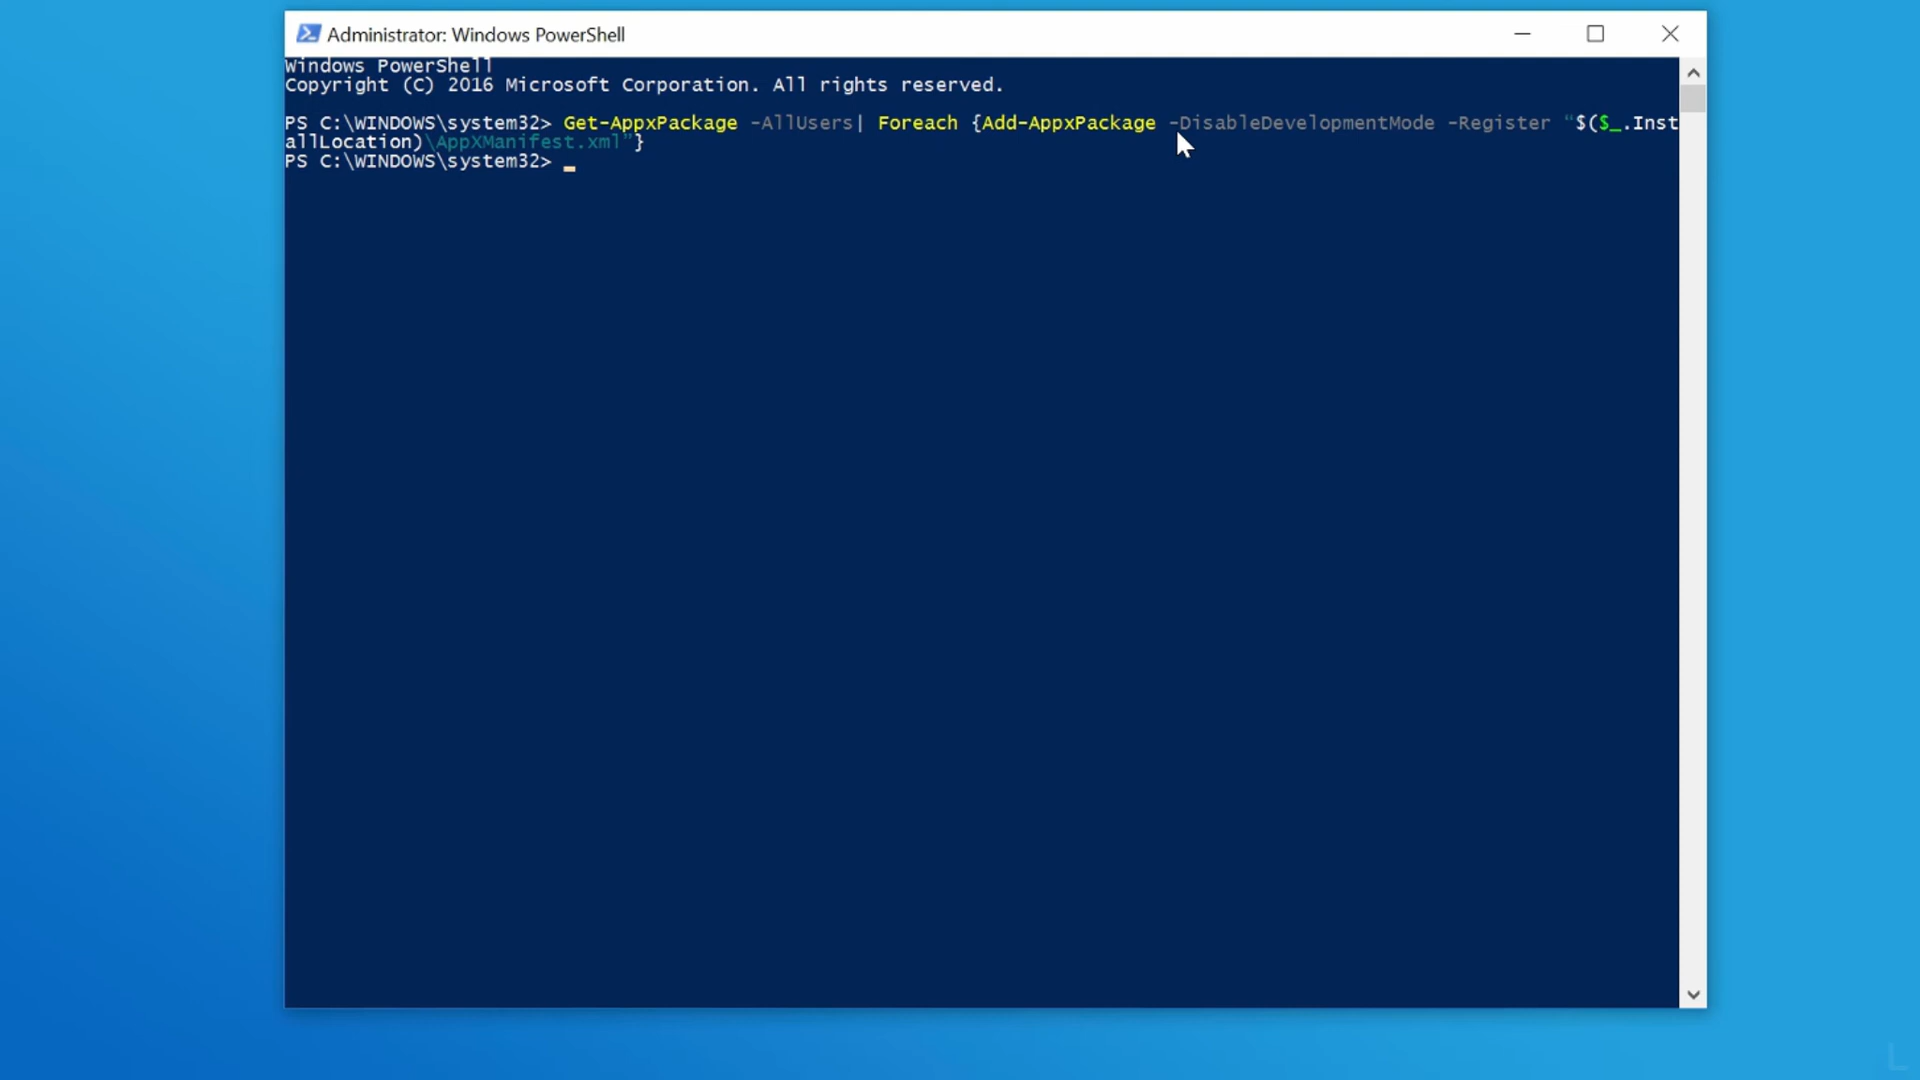 Administrator: Windows PowerShell
Windows PowerShell
Copyright (C) 2016 Microsoft Corporation. All rights reserved.
PS C:\WINDOWS\system32> Get-AppxPackage -AllUsers| Foreach {Add-AppxPackage -DisableDevelopmentMode -Register “$($_.Inst
allLocation)\AppXManifest.xml”}
PS C:\WINDOWS\system32>
L